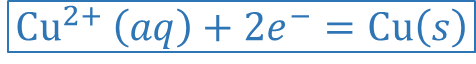 Cu²⁺ (aq) + 2e⁻ = Cu(s)